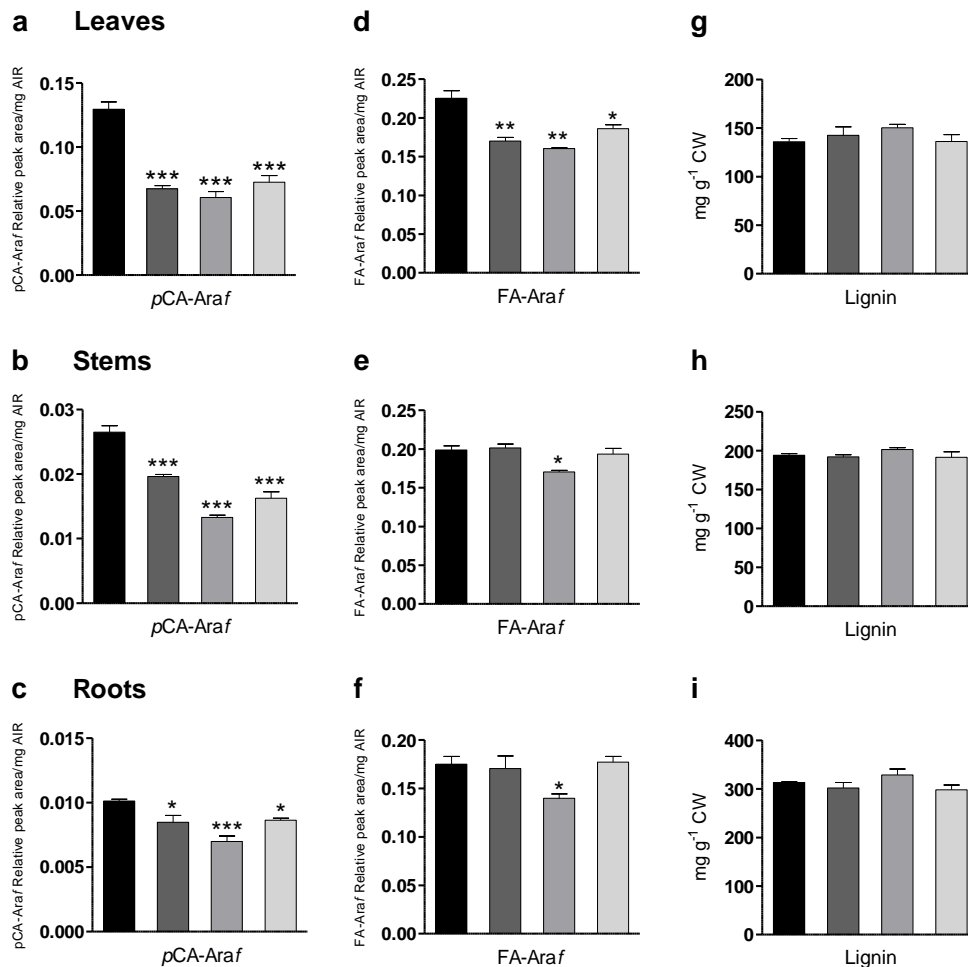 a Leaves
pCA-Araf Relative peak area/mg AIR
0.15
0.10
0.05
0.00
***
***
***
pCA-Araf
d
FA-Araf Relative peak area/mg AIR
0.25
0.20
0.15
0.10
0.05
0.00
**
**
*
FA-Araf
g
mg g⁻¹ CW
200
150
100
50
0
Lignin
b Stems
pCA-Araf Relative peak area/mg AIR
0.03
0.02
0.01
0.00
***
***
***
pCA-Araf
e
FA-Araf Relative peak area/mg AIR
0.25
0.20
0.15
0.10
0.05
0.00
*
FA-Araf
h
mg g⁻¹ CW
250
200
150
100
50
0
Lignin
c Roots
pCA-Araf Relative peak area/mg AIR
0.015
0.010
0.005
0.000
*
***
*
pCA-Araf
f
FA-Araf Relative peak area/mg AIR
0.20
0.15
0.10
0.05
0.00
*
FA-Araf
i
mg g⁻¹ CW
400
300
200
100
0
Lignin